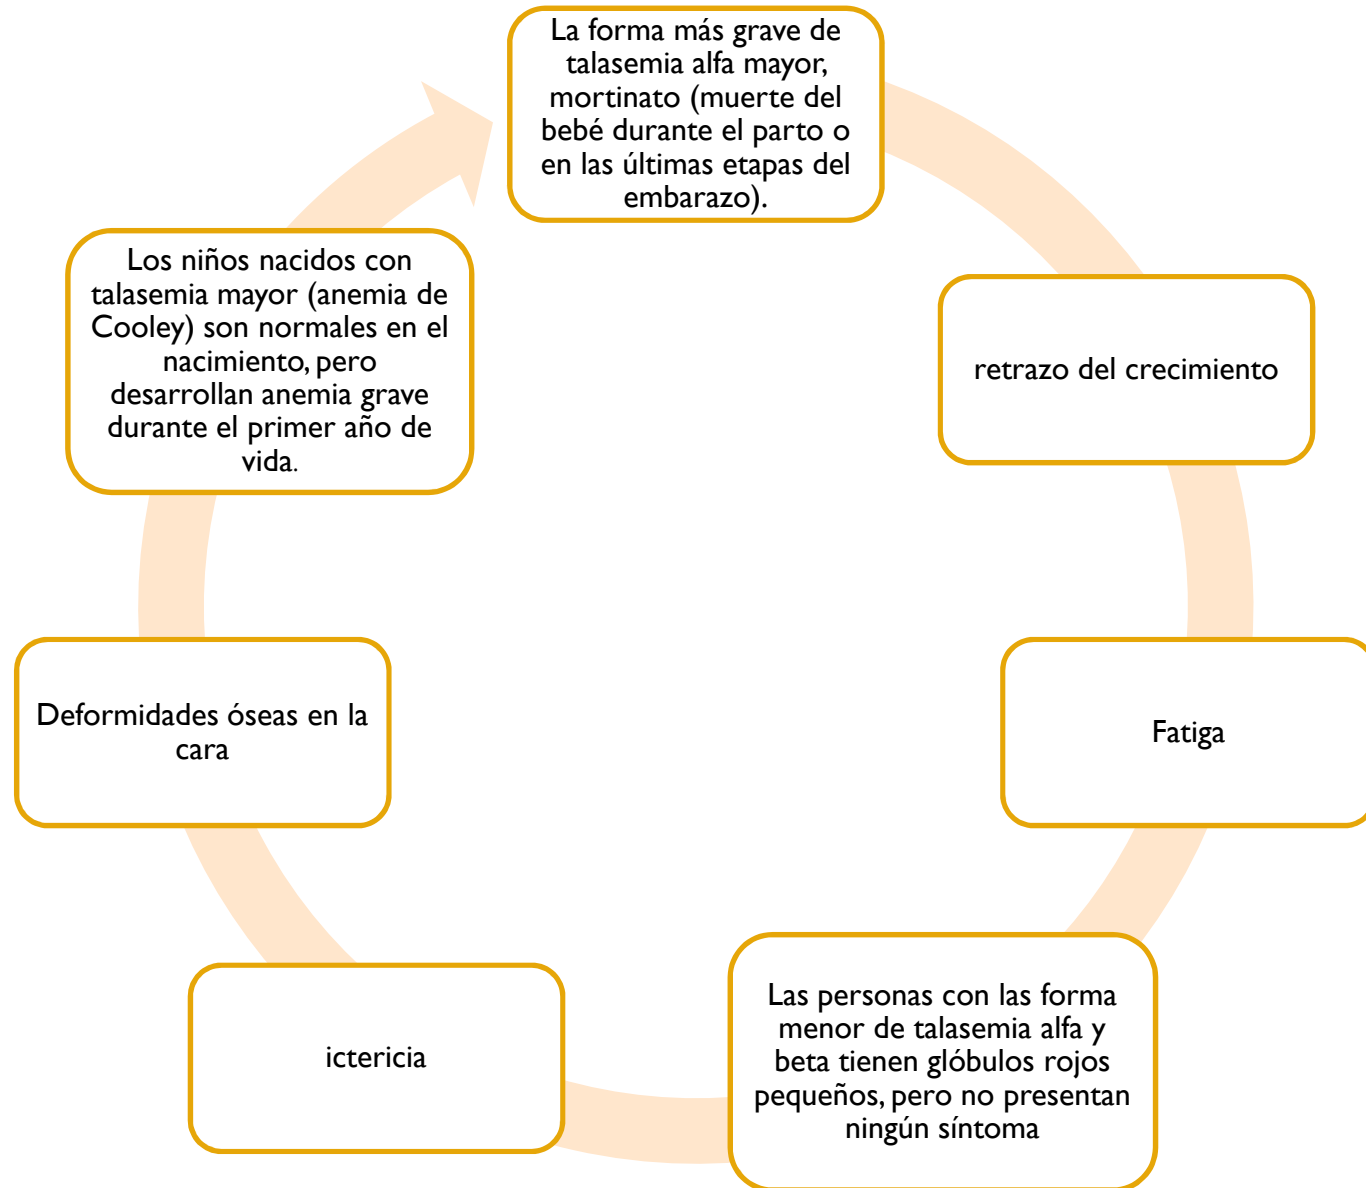 La forma más grave de
talasemia alfa mayor,
mortinato (muerte del
bebé durante el parto o
en las últimas etapas del
embarazo).
retrazo del crecimiento
Fatiga
Las personas con las forma
menor de talasemia alfa y
beta tienen glóbulos rojos
pequeños, pero no presentan
ningún síntoma
ictericia
Deformidades óseas en la
cara
Los niños nacidos con
talasemia mayor (anemia de
Cooley) son normales en el
nacimiento, pero
desarrollan anemia grave
durante el primer año de
vida.